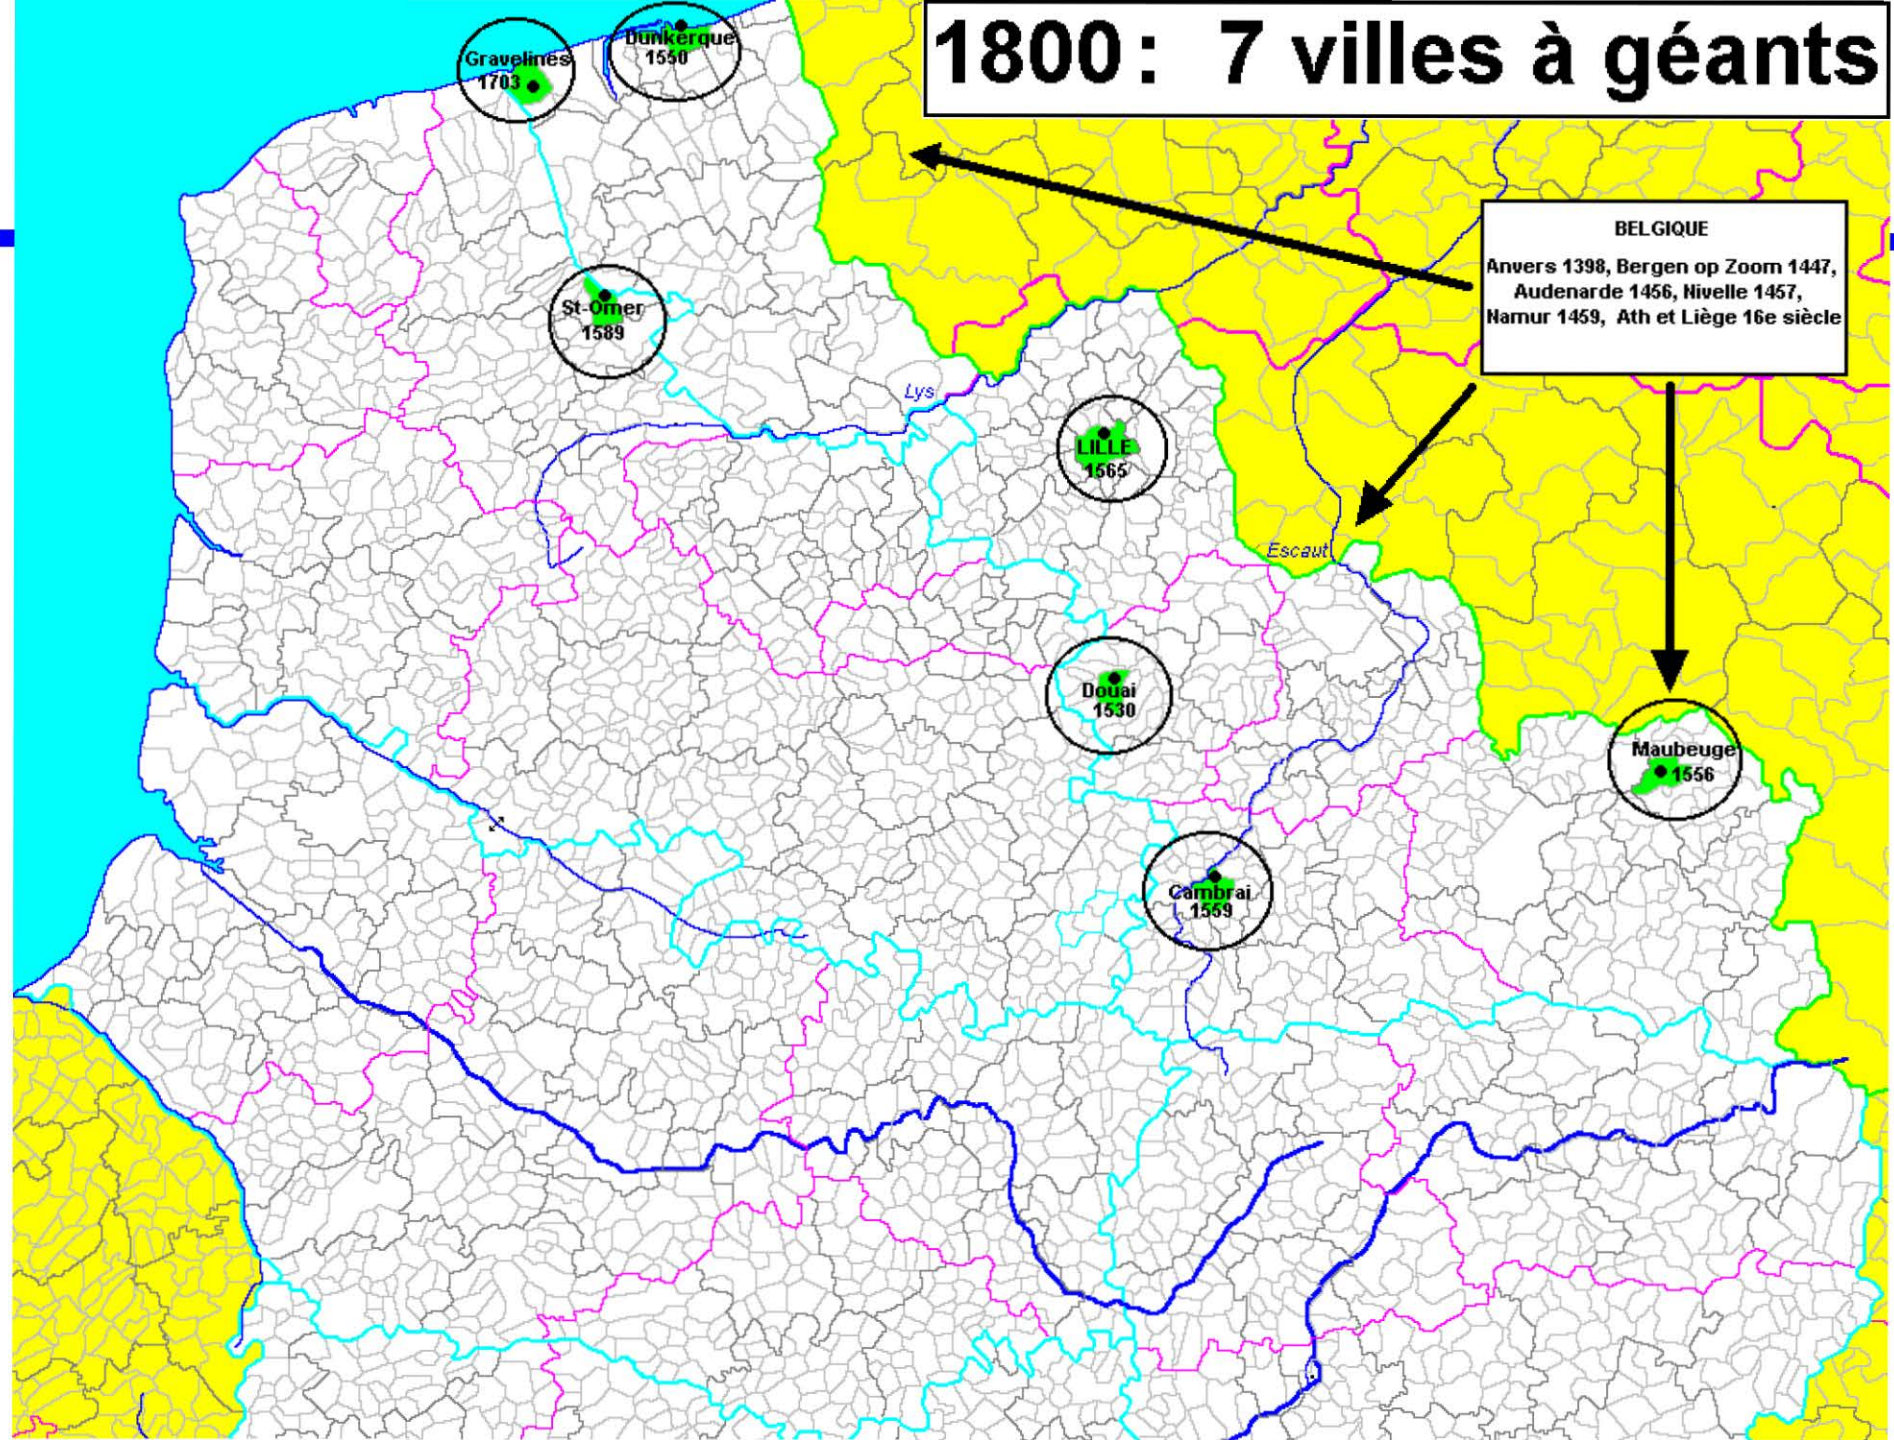 1800 : 7 villes à géants
Gravelines
1703
Dunkerque
1550
BELGIQUE
Anvers 1398, Bergen op Zoom 1447,
Audenarde 1456, Nivelle 1457,
Namur 1459, Ath et Liège 16e siècle
St-Omer
1589
Lys
LILLE
1565
Escaut
Douai
1530
Maubeuge
1556
Cambrai
1559